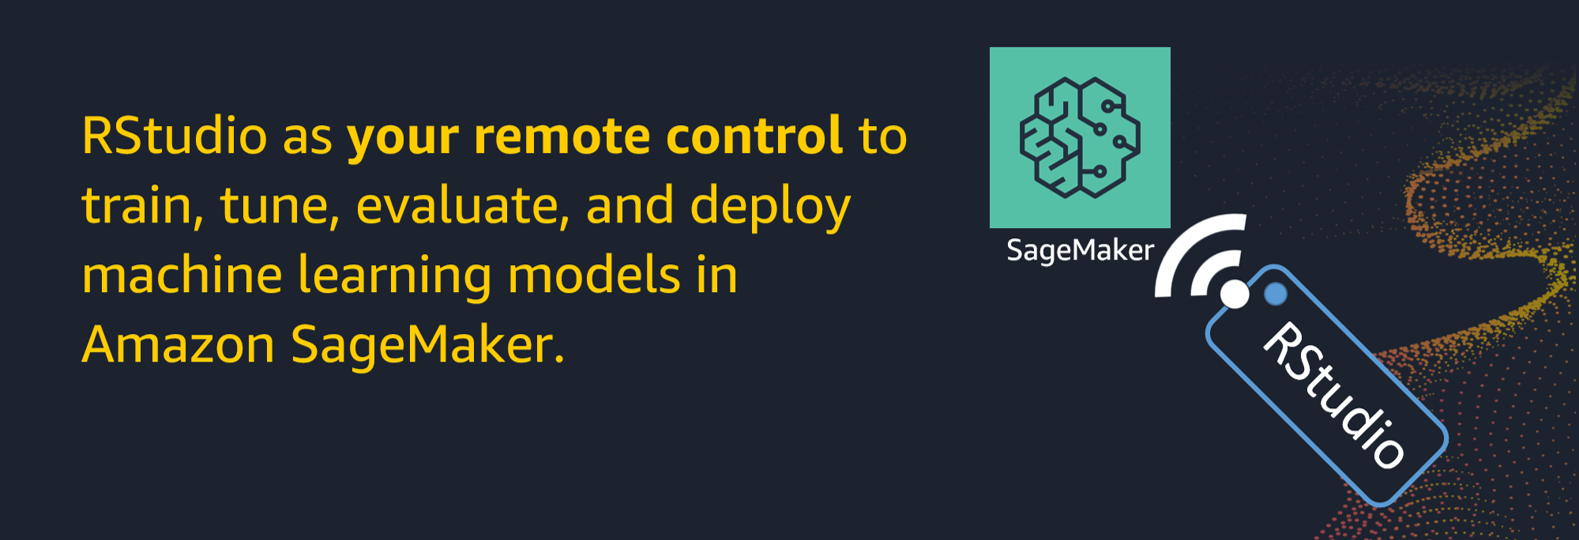 RStudio as your remote control to
train, tune, evaluate, and deploy
machine learning models in
Amazon SageMaker.
SageMaker
RStudio